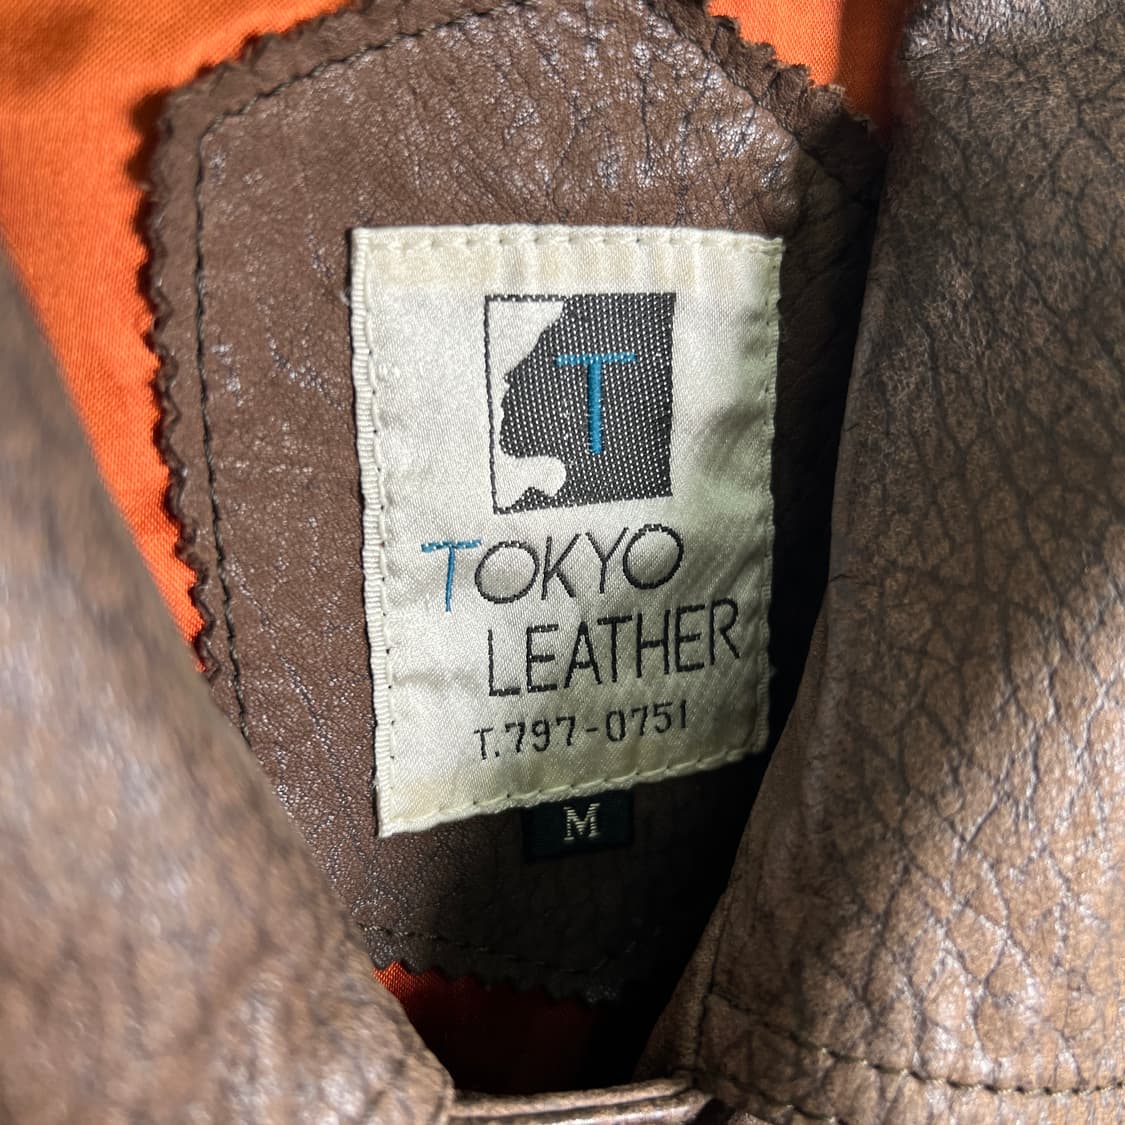 T
TOKYO
LEATHER
T.797-0751
M